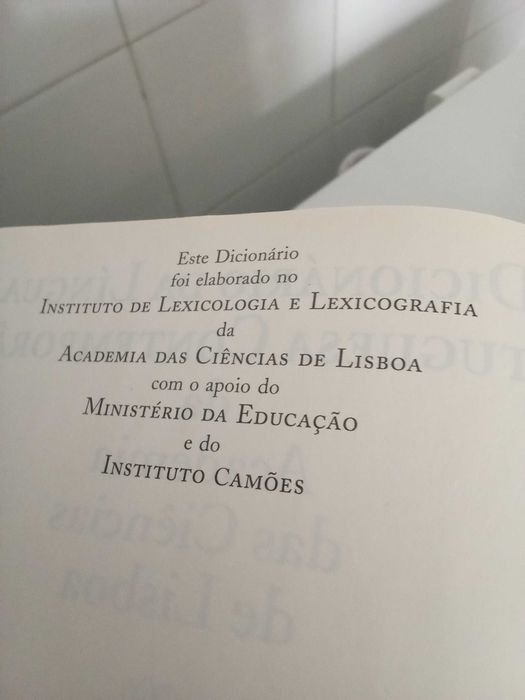 Este Dicionário
foi elaborado no
INSTITUTO DE LEXICOLOGIA E LEXICOGRAFIA
da
ACADEMIA DAS CIÊNCIAS DE LISBOA
com o apoio do
MINISTÉRIO DA EDUCAÇÃO
e do
INSTITUTO CAMÕES